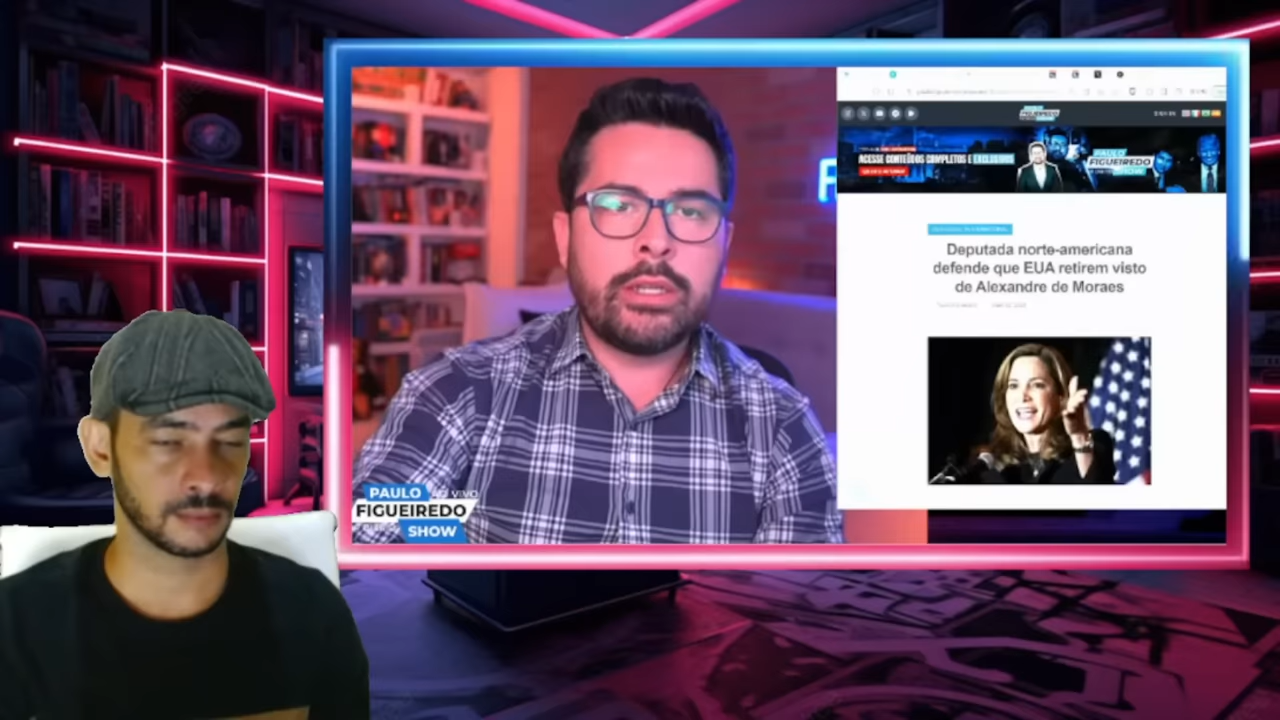 ACESSE CONTEÚDOS COMPLETOS E EXCLUSIVOS
PAULO
FIGUEIREDO
SHOW
Deputada norte-americana
defende que EUA retirem visto
de Alexandre de Moraes
F
PAULO AO VIVO
FIGUEIREDO
SHOW